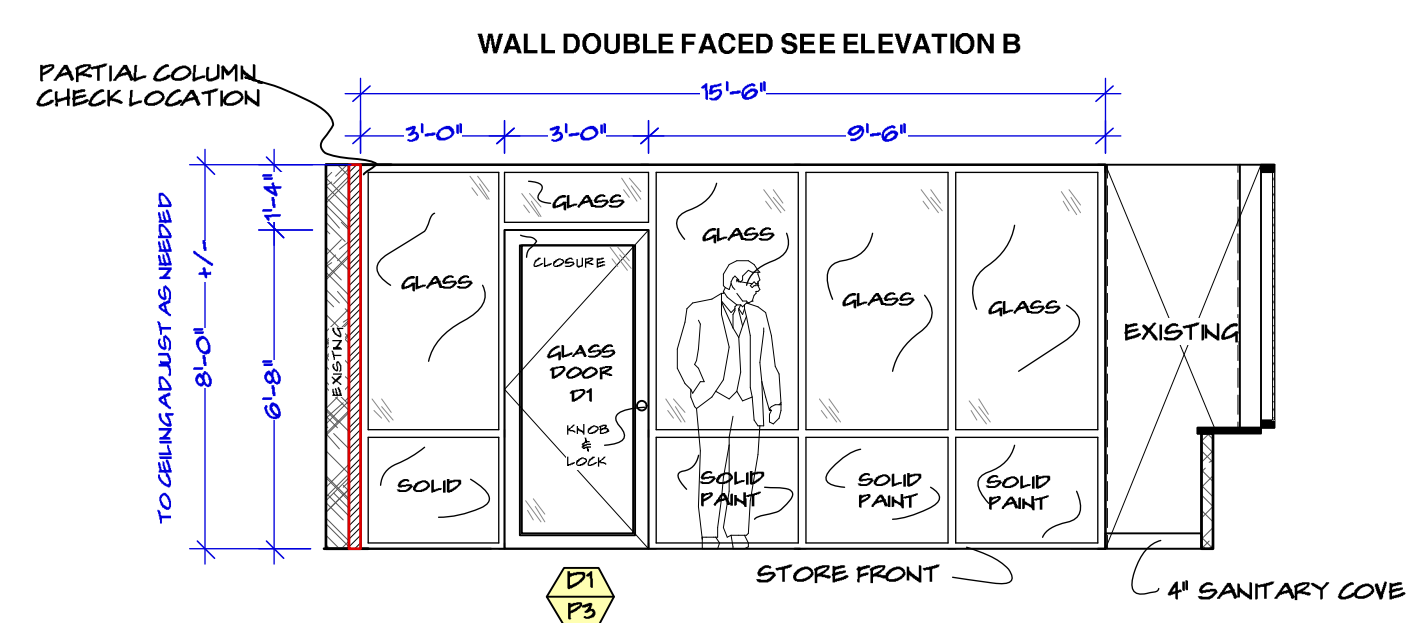 WALL DOUBLE FACED SEE ELEVATION B
PARTIAL COLUMN
CHECK LOCATION
15'-6"
3'-0"
3'-0"
9'-6"
TO CEILING ADJUST AS NEEDED
8'-0" +/-
1'-4"
6'-8"
EXISTNG
GLASS
GLASS
GLASS
GLASS
GLASS
CLOSURE
GLASS
DOOR
D1
KNOB
&
LOCK
EXISTING
SOLID
SOLID
PAINT
SOLID
PAINT
SOLID
PAINT
STORE FRONT
4" SANITARY COVE
D1
P3